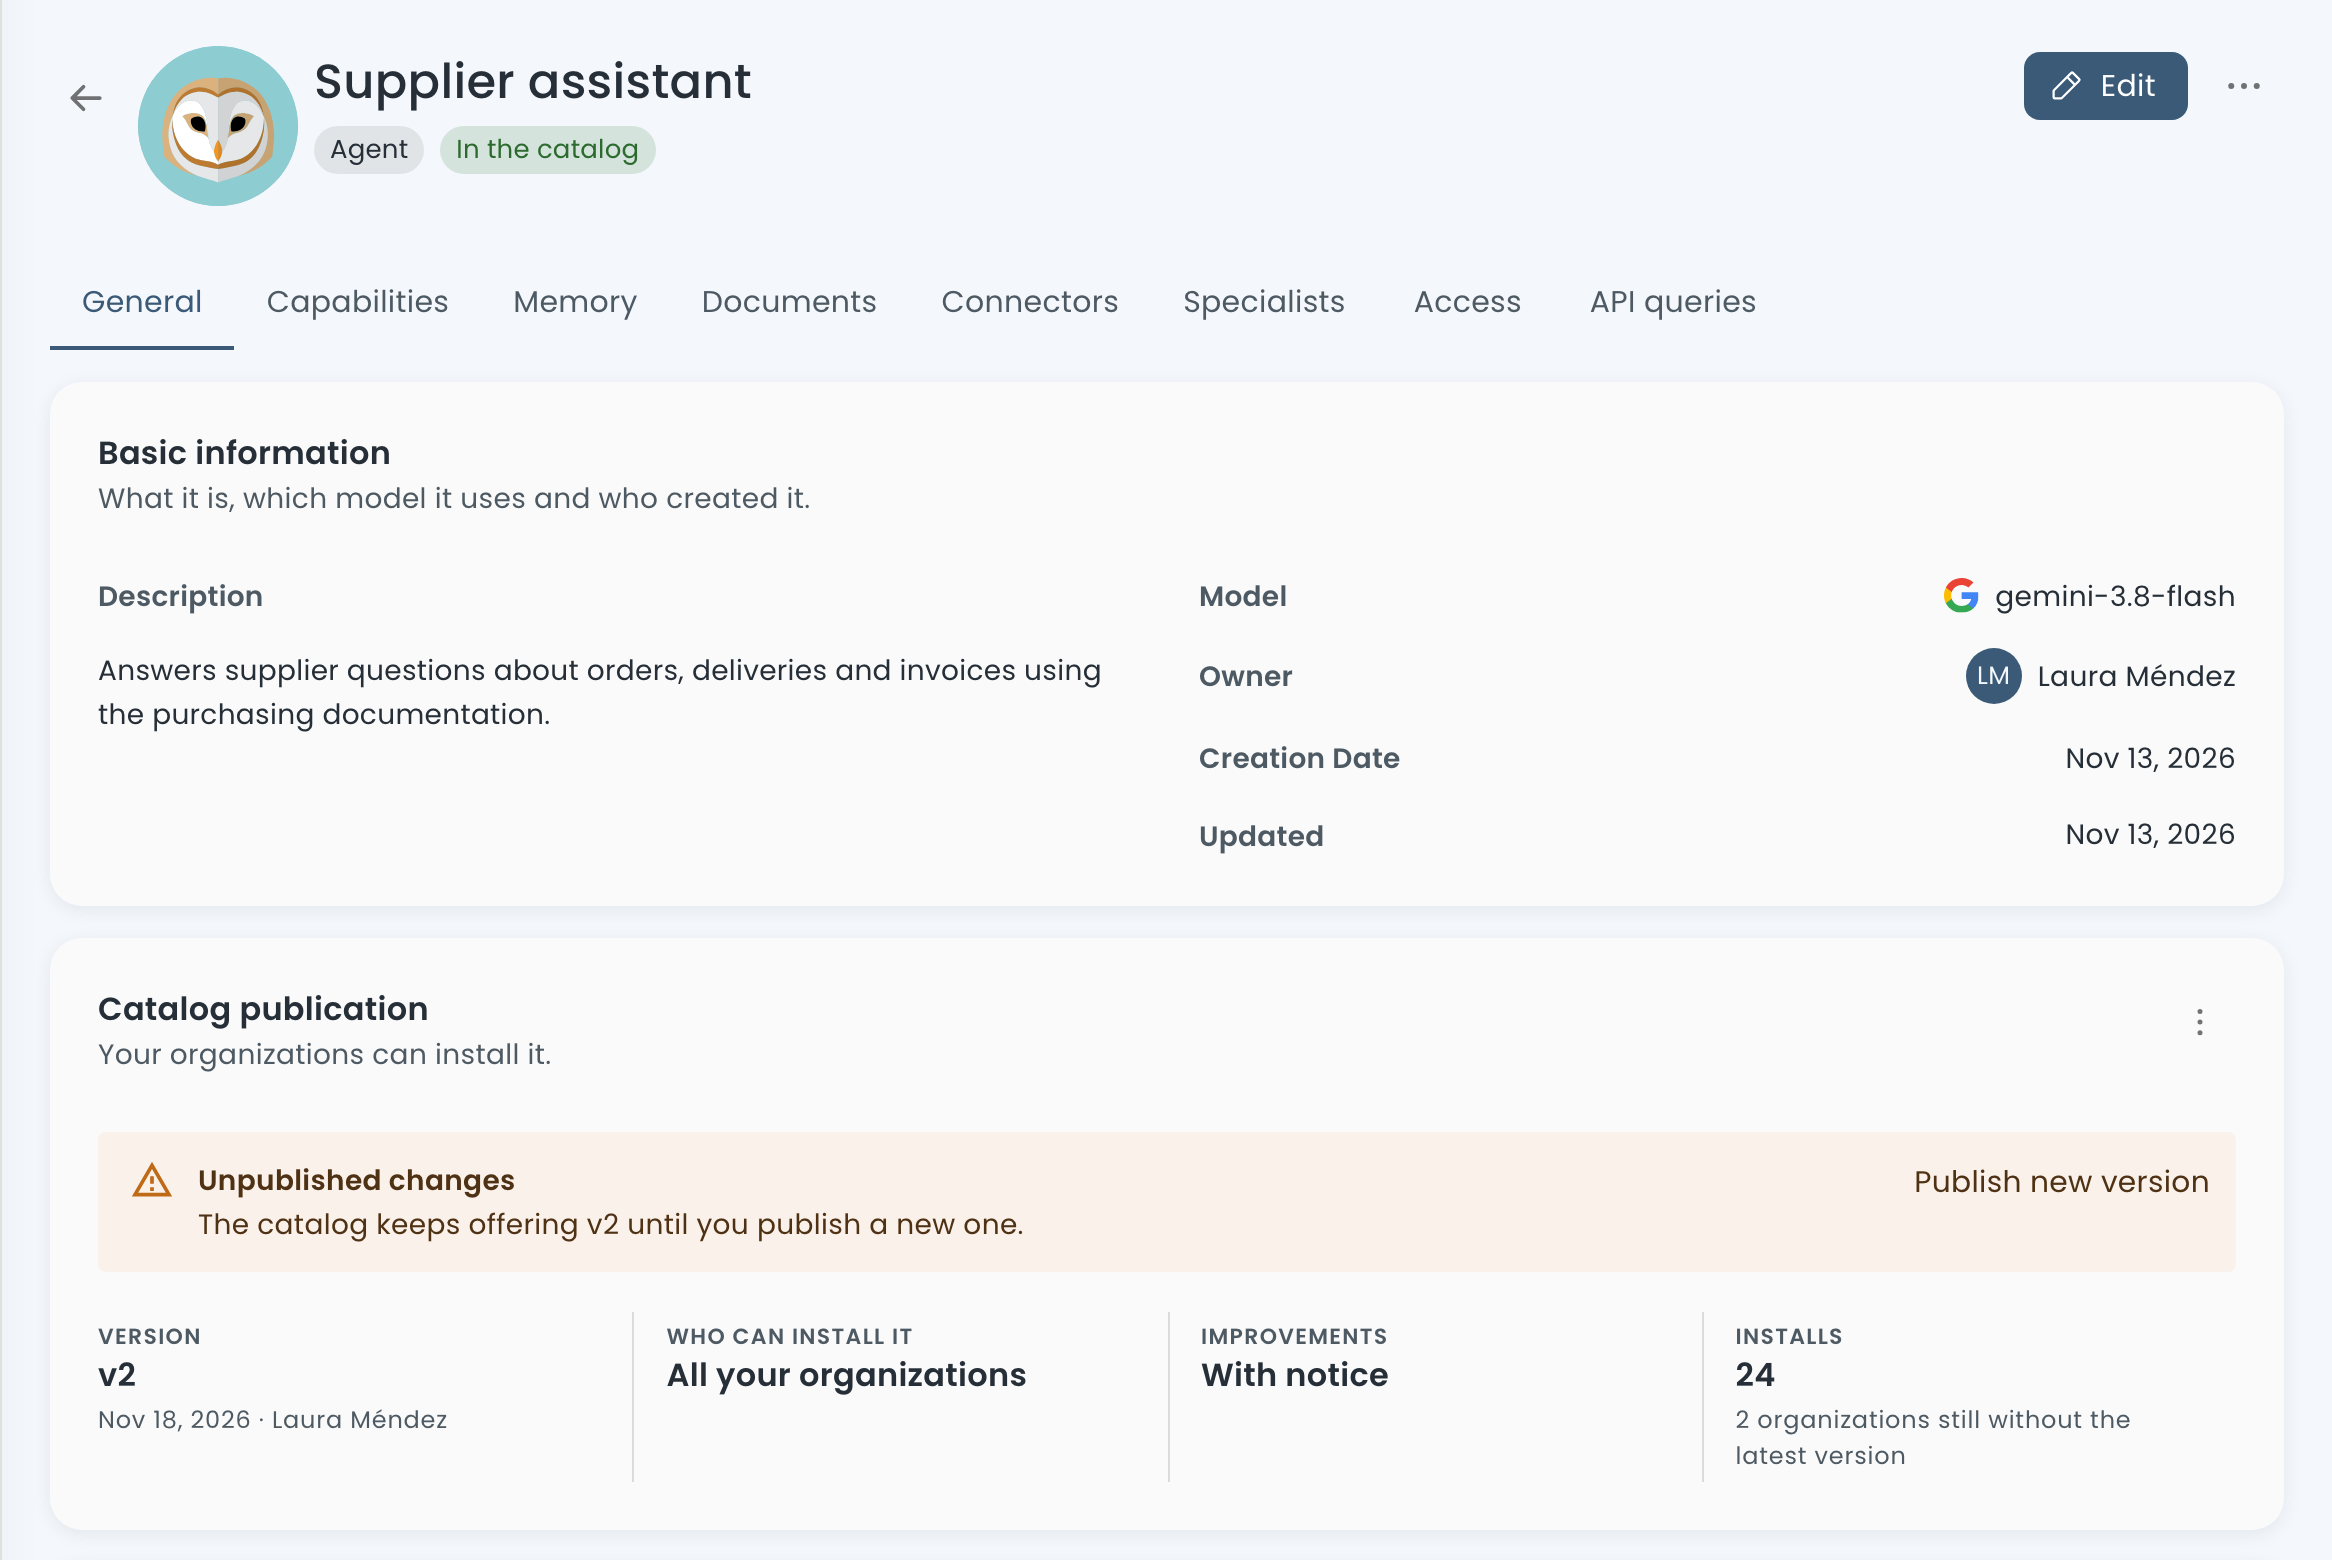 Supplier assistant
Edit
Agent
In the catalog
General
Capabilities
Memory
Documents
Connectors
Specialists
Access
API queries
Basic information
What it is, which model it uses and who created it.
Description
Answers supplier questions about orders, deliveries and invoices using
the purchasing documentation.
Model
gemini-3.8-flash
Owner
LM
Laura Méndez
Creation Date
Nov 13, 2026
Updated
Nov 13, 2026
Catalog publication
Your organizations can install it.
Unpublished changes
The catalog keeps offering v2 until you publish a new one.
Publish new version
VERSION
v2
Nov 18, 2026 · Laura Méndez
WHO CAN INSTALL IT
All your organizations
IMPROVEMENTS
With notice
INSTALLS
24
2 organizations still without the
latest version